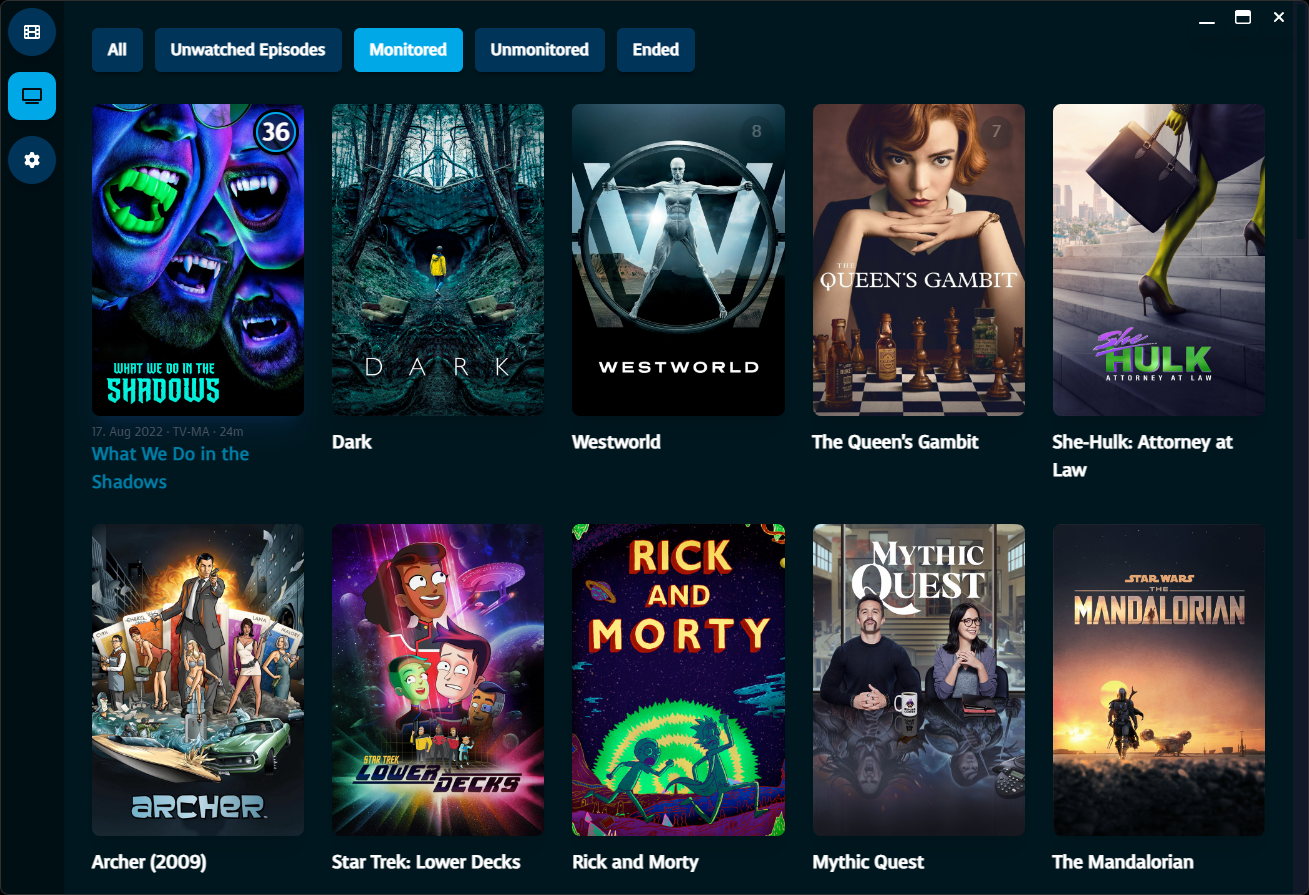 All
Unwatched Episodes
Monitored
Unmonitored
Ended
36
WHAT WE DO IN THE
SHADOWS
17. Aug 2022 · TV-MA · 24m
What We Do in the
Shadows
DARK
Dark
8
WESTWORLD
Westworld
7
THE
QUEEN'S GAMBIT
The Queen's Gambit
She
HULK
ATTORNEY AT LAW
She-Hulk: Attorney at
Law
CHERYL
LANA
MALORY
ARCHER
Archer (2009)
STAR TREK
LOWER DECKS
Star Trek: Lower Decks
RICK
AND
MORTY
Rick and Morty
MYTHIC
QUEST
Mythic Quest
STAR WARS
THE
MANDALORIAN
The Mandalorian